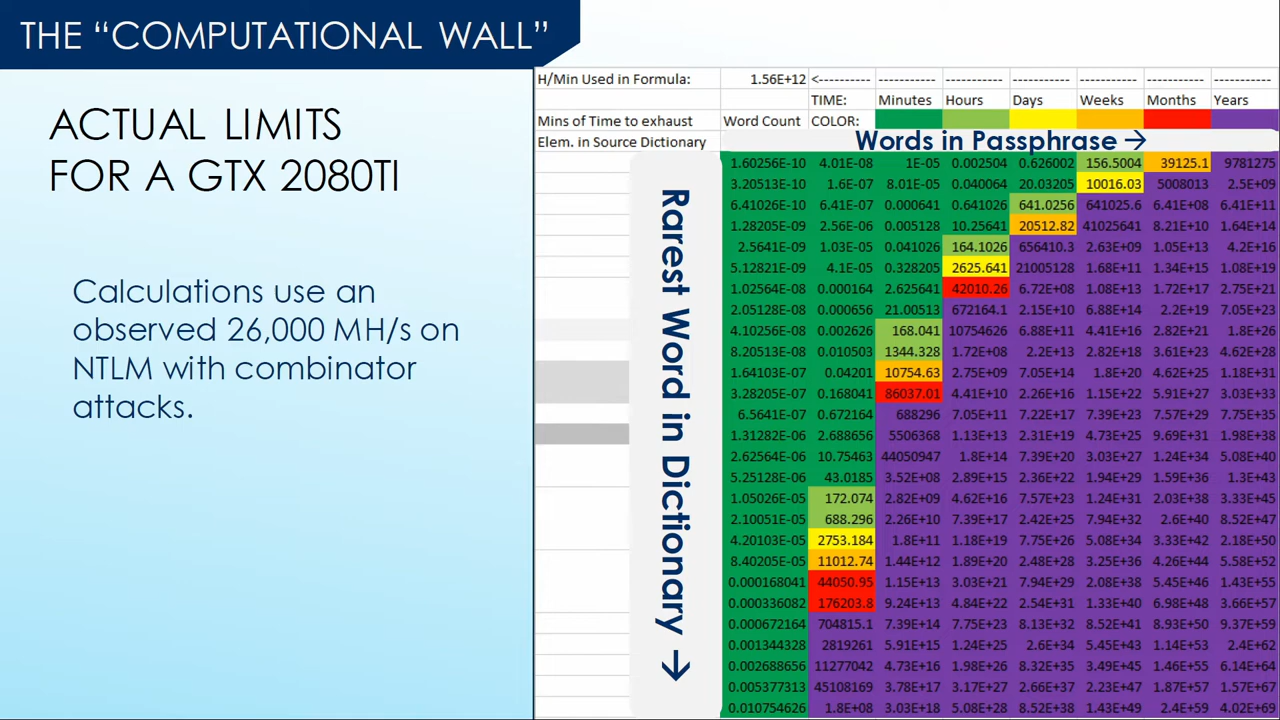 THE “COMPUTATIONAL WALL”
ACTUAL LIMITS
FOR A GTX 2080TI
Calculations use an
observed 26,000 MH/s on
NTLM with combinator
attacks.
H/Min Used in Formula: 1.56E+12 <---------- ----------- ---------- ----------- ----------- ----------- -----------
TIME: Minutes Hours Days Weeks Months Years
Mins of Time to exhaust Word Count COLOR:
Elem. in Source Dictionary Words in Passphrase →
Rarest Word in Dictionary →
1.60256E-10 4.01E-08 1E-05 0.002504 0.626002 156.5004 39125.1 9781275
3.20513E-10 1.6E-07 8.01E-05 0.040064 20.03205 10016.03 5008013 2.5E+09
6.41026E-10 6.41E-07 0.000641 0.641026 641.0256 641025.6 6.41E+08 6.41E+11
1.28205E-09 2.56E-06 0.005128 10.25641 20512.82 41025641 8.21E+10 1.64E+14
2.5641E-09 1.03E-05 0.041026 164.1026 656410.3 2.63E+09 1.05E+13 4.2E+16
5.12821E-09 4.1E-05 0.328205 2625.641 21005128 1.68E+11 1.34E+15 1.08E+19
1.02564E-08 0.000164 2.625641 42010.26 6.72E+08 1.08E+13 1.72E+17 2.75E+21
2.05128E-08 0.000656 21.00513 672164.1 2.15E+10 6.88E+14 2.2E+19 7.05E+23
4.10256E-08 0.002626 168.041 10754626 6.88E+11 4.41E+16 2.82E+21 1.8E+26
8.20513E-08 0.010503 1344.328 1.72E+08 2.2E+13 2.82E+18 3.61E+23 4.62E+28
1.64103E-07 0.04201 10754.63 2.75E+09 7.05E+14 1.8E+20 4.62E+25 1.18E+31
3.28205E-07 0.168041 86037.01 4.41E+10 2.26E+16 1.15E+22 5.91E+27 3.03E+33
6.5641E-07 0.672164 688296 7.05E+11 7.22E+17 7.39E+23 7.57E+29 7.75E+35
1.31282E-06 2.688656 5506368 1.13E+13 2.31E+19 4.73E+25 9.69E+31 1.98E+38
2.62564E-06 10.75463 44050947 1.8E+14 7.39E+20 3.03E+27 1.24E+34 5.08E+40
5.25128E-06 43.0185 3.52E+08 2.89E+15 2.36E+22 1.94E+29 1.59E+36 1.3E+43
1.05026E-05 172.074 2.82E+09 4.62E+16 7.57E+23 1.24E+31 2.03E+38 3.33E+45
2.10051E-05 688.296 2.26E+10 7.39E+17 2.42E+25 7.94E+32 2.6E+40 8.52E+47
4.20103E-05 2753.184 1.8E+11 1.18E+19 7.75E+26 5.08E+34 3.33E+42 2.18E+50
8.40205E-05 11012.74 1.44E+12 1.89E+20 2.48E+28 3.25E+36 4.26E+44 5.58E+52
0.000168041 44050.95 1.15E+13 3.03E+21 7.94E+29 2.08E+38 5.45E+46 1.43E+55
0.000336082 176203.8 9.24E+13 4.84E+22 2.54E+31 1.33E+40 6.98E+48 3.66E+57
0.000672164 704815.1 7.39E+14 7.75E+23 8.13E+32 8.52E+41 8.93E+50 9.37E+59
0.001344328 2819261 5.91E+15 1.24E+25 2.6E+34 5.45E+43 1.14E+53 2.4E+62
0.002688656 11277042 4.73E+16 1.98E+26 8.32E+35 3.49E+45 1.46E+55 6.14E+64
0.005377313 45108169 3.78E+17 3.17E+27 2.66E+37 2.23E+47 1.87E+57 1.57E+67
0.010754626 1.8E+08 3.03E+18 5.08E+28 8.52E+38 1.43E+49 2.4E+59 4.02E+69